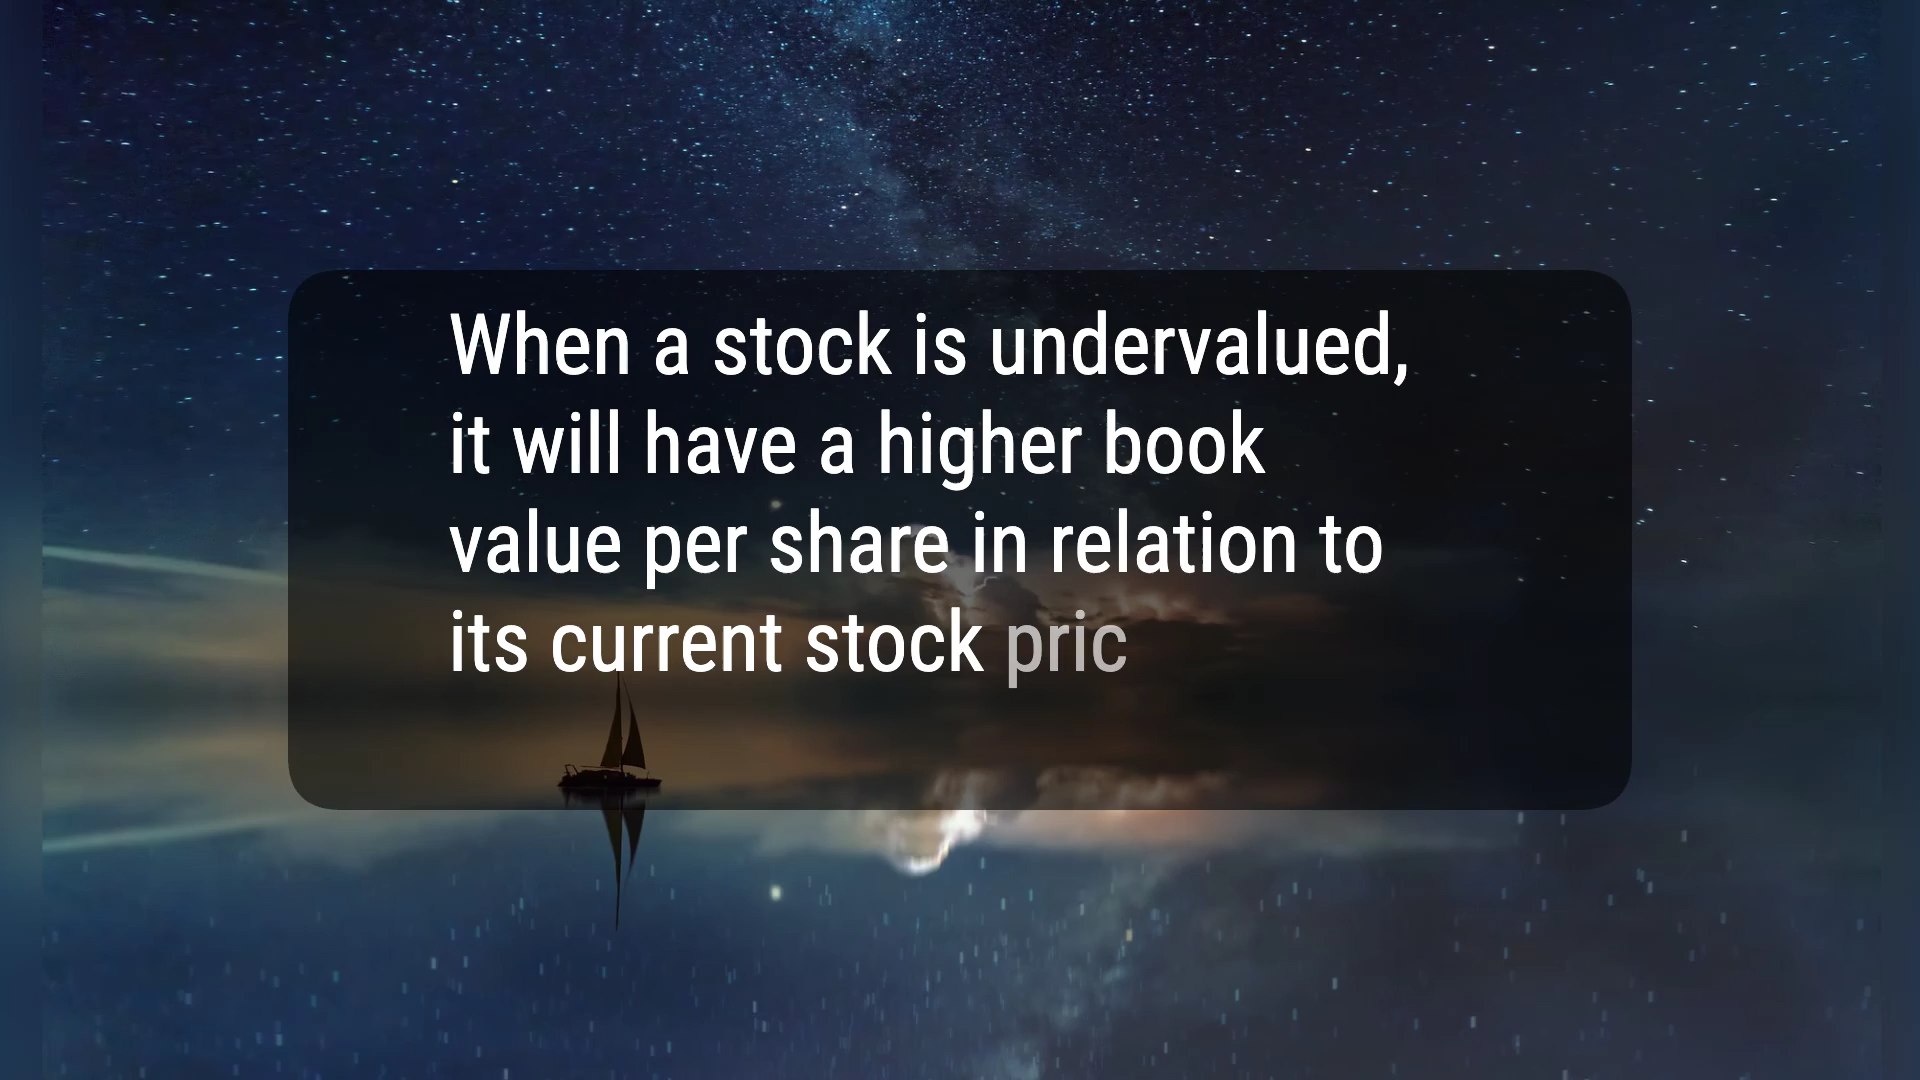 When a stock is undervalued,
it will have a higher book
value per share in relation to
its current stock pric